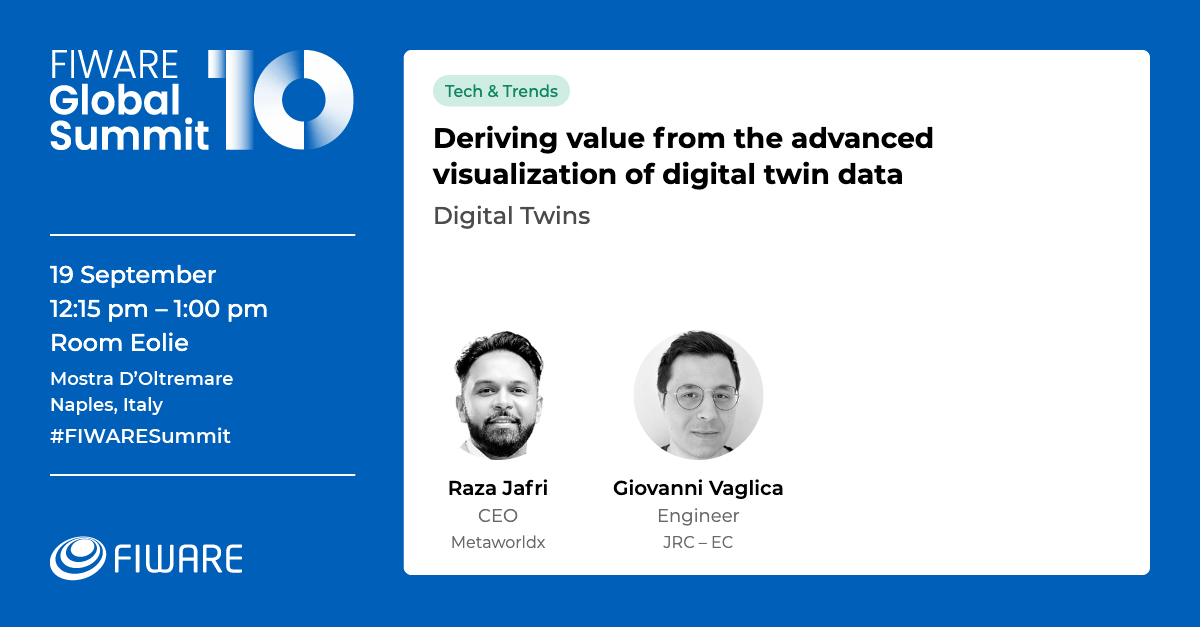 FIWARE
Global
Summit
10
19 September
12:15 pm – 1:00 pm
Room Eolie
Mostra D’Oltremare
Naples, Italy
#FIWARESummit
FIWARE
Tech & Trends
Deriving value from the advanced
visualization of digital twin data
Digital Twins
Raza Jafri
CEO
Metaworldx
Giovanni Vaglica
Engineer
JRC – EC